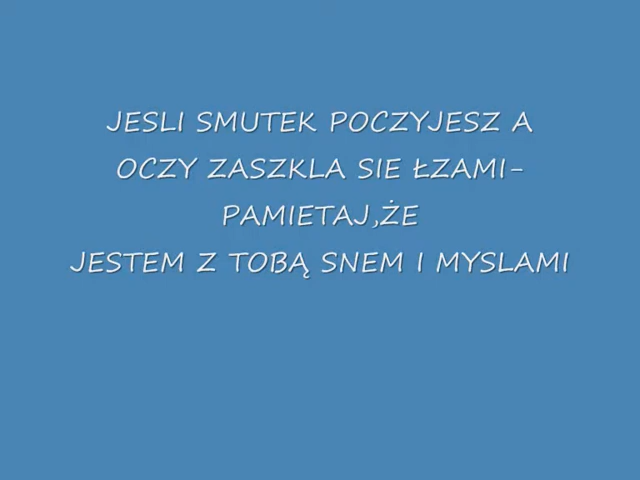 JESLI SMUTEK POCZYJESZ A
OCZY ZASZKLA SIE ŁZAMI-
PAMIETAJ,ŻE
JESTEM Z TOBĄ SNEM I MYSLAMI